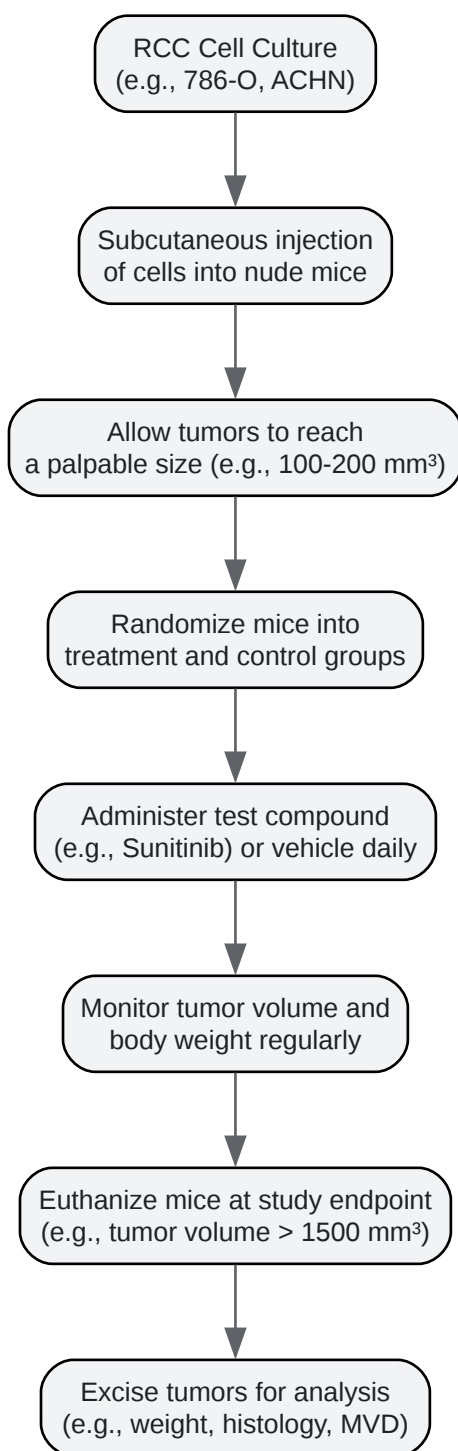 RCC Cell Culture
(e.g., 786-O, ACHN)
Subcutaneous injection
of cells into nude mice
Allow tumors to reach
a palpable size (e.g., 100-200 mm³)
Randomize mice into
treatment and control groups
Administer test compound
(e.g., Sunitinib) or vehicle daily
Monitor tumor volume and
body weight regularly
Euthanize mice at study endpoint
(e.g., tumor volume > 1500 mm³)
Excise tumors for analysis
(e.g., weight, histology, MVD)